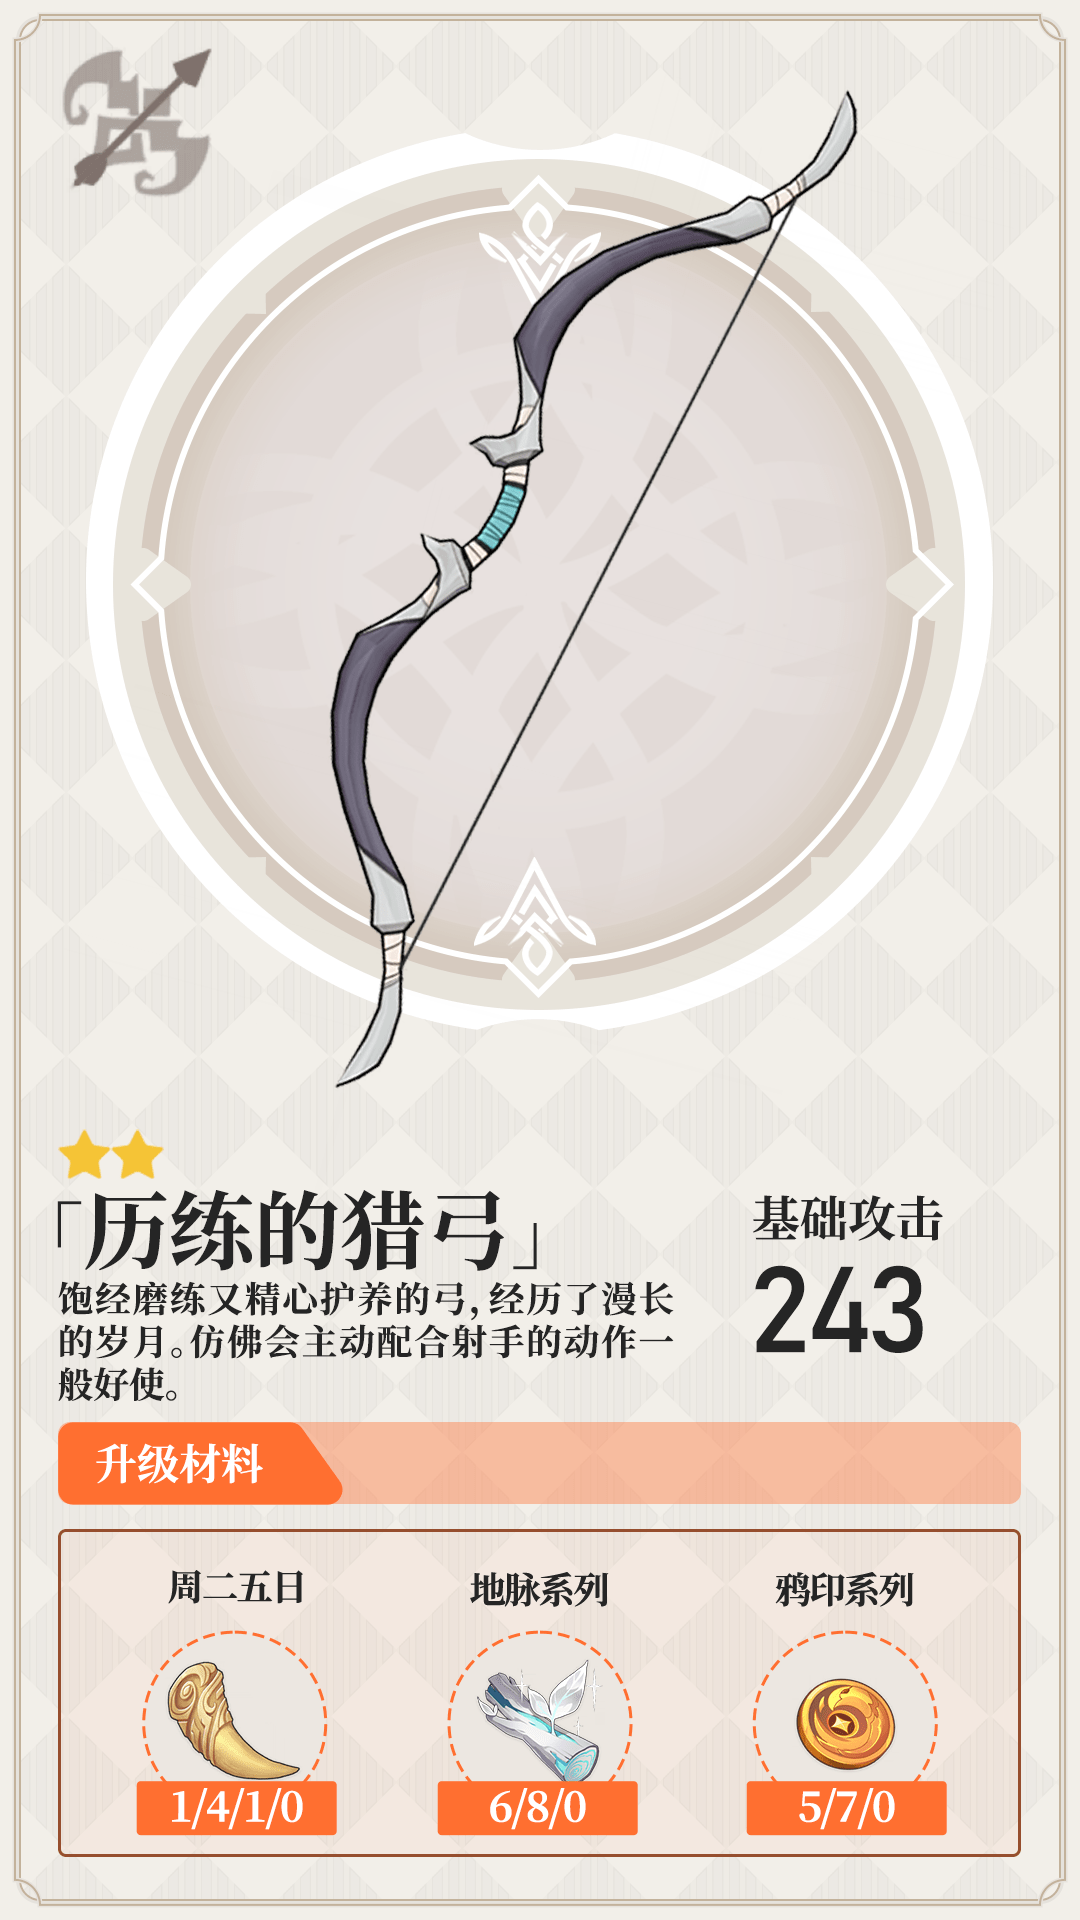 「历练的猎弓」
基础攻击
243
饱经磨练又精心护养的弓,经历了漫长
的岁月。仿佛会主动配合射手的动作一
般好使。
升级材料
周二五日
地脉系列
鸦印系列
1/4/1/0
6/8/0
5/7/0